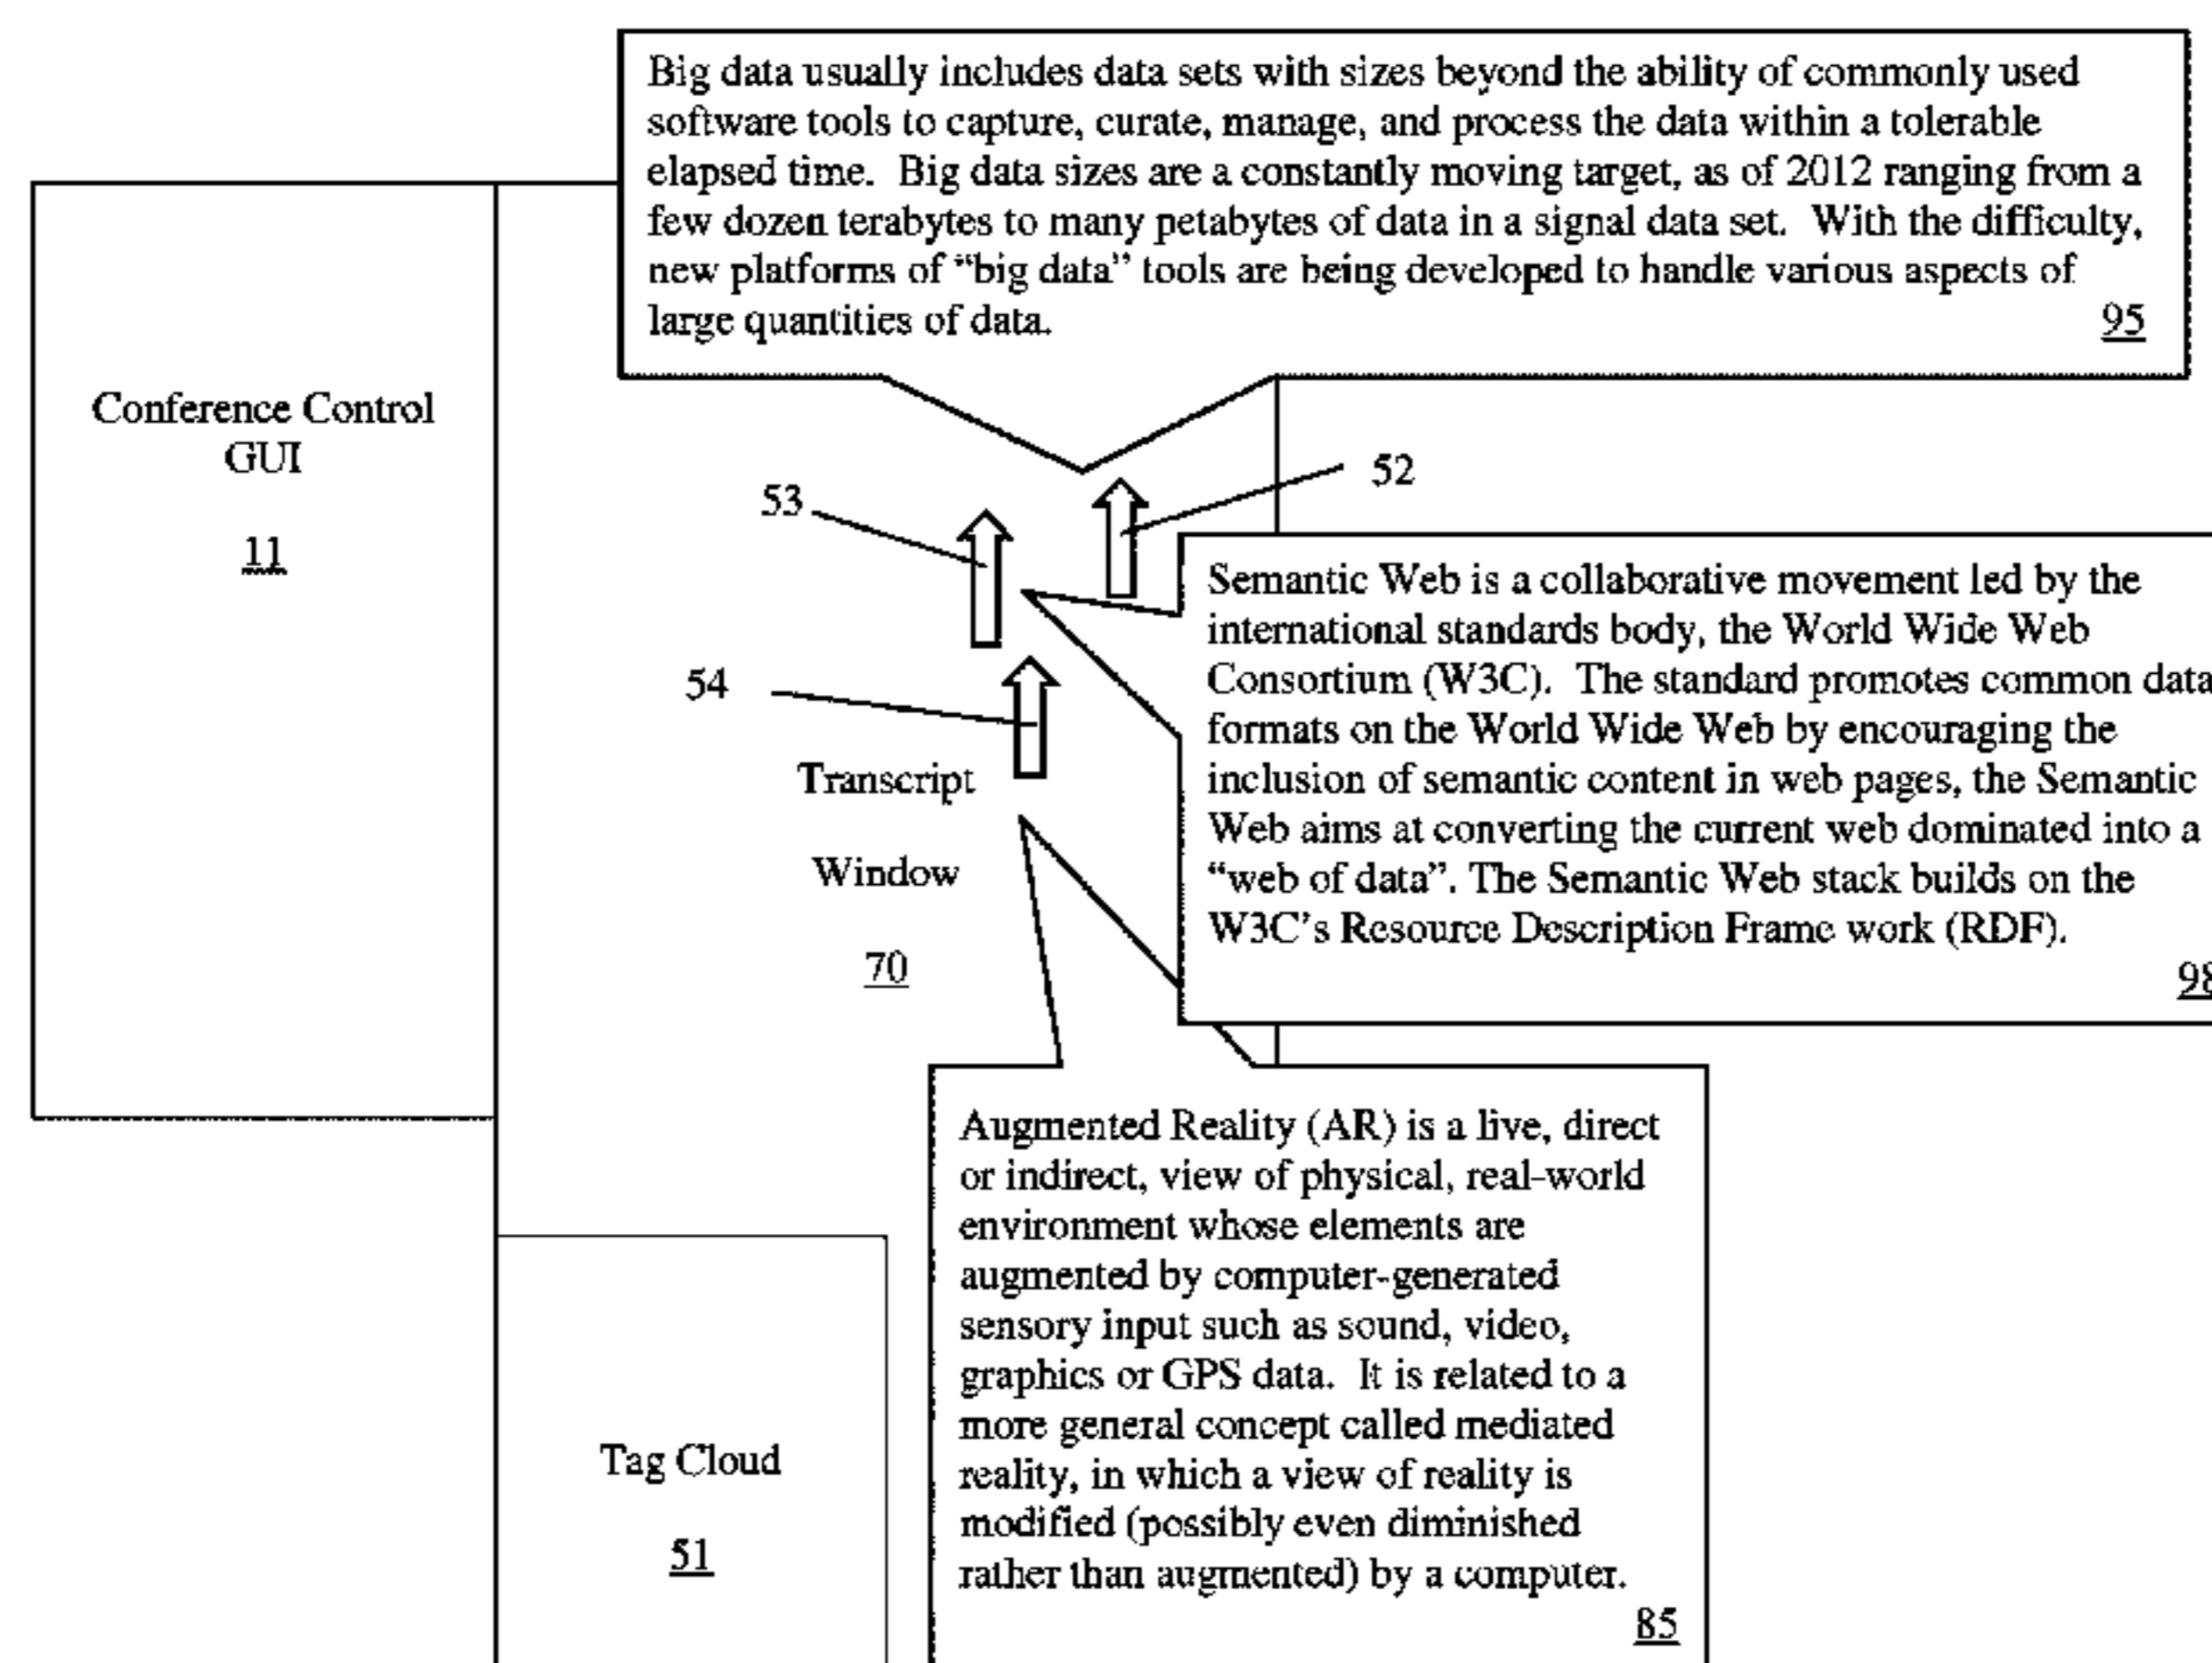 Big data usually includes data sets with sizes beyond the ability of commonly used
software tools to capture, curate, manage, and process the data within a tolerable
elapsed time.  Big data sizes are a constantly moving target, as of 2012 ranging from a
few dozen terabytes to many petabytes of data in a signal data set.  With the difficulty,
new platforms of “big data” tools are being developed to handle various aspects of
large quantities of data.
95
Conference Control
GUI
11
53
52
54
Transcript
Window
70
Semantic Web is a collaborative movement led by the
international standards body, the World Wide Web
Consortium (W3C).  The standard promotes common data
formats on the World Wide Web by encouraging the
inclusion of semantic content in web pages, the Semantic
Web aims at converting the current web dominated into a
“web of data”. The Semantic Web stack builds on the
W3C’s Resource Description Frame work (RDF).
98
Augmented Reality (AR) is a live, direct
or indirect, view of physical, real-world
environment whose elements are
augmented by computer-generated
sensory input such as sound, video,
graphics or GPS data.  It is related to a
more general concept called mediated
reality, in which a view of reality is
modified (possibly even diminished
rather than augmented) by a computer.
85
Tag Cloud
51